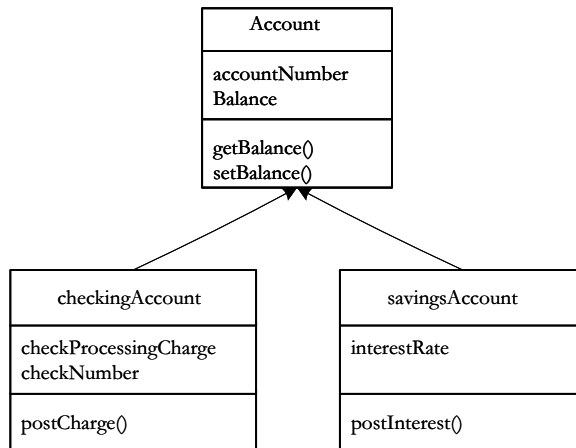 Account
accountNumber
Balance
getBalance()
setBalance()
checkingAccount
checkProcessingCharge
checkNumber
postCharge()
savingsAccount
interestRate
postInterest()